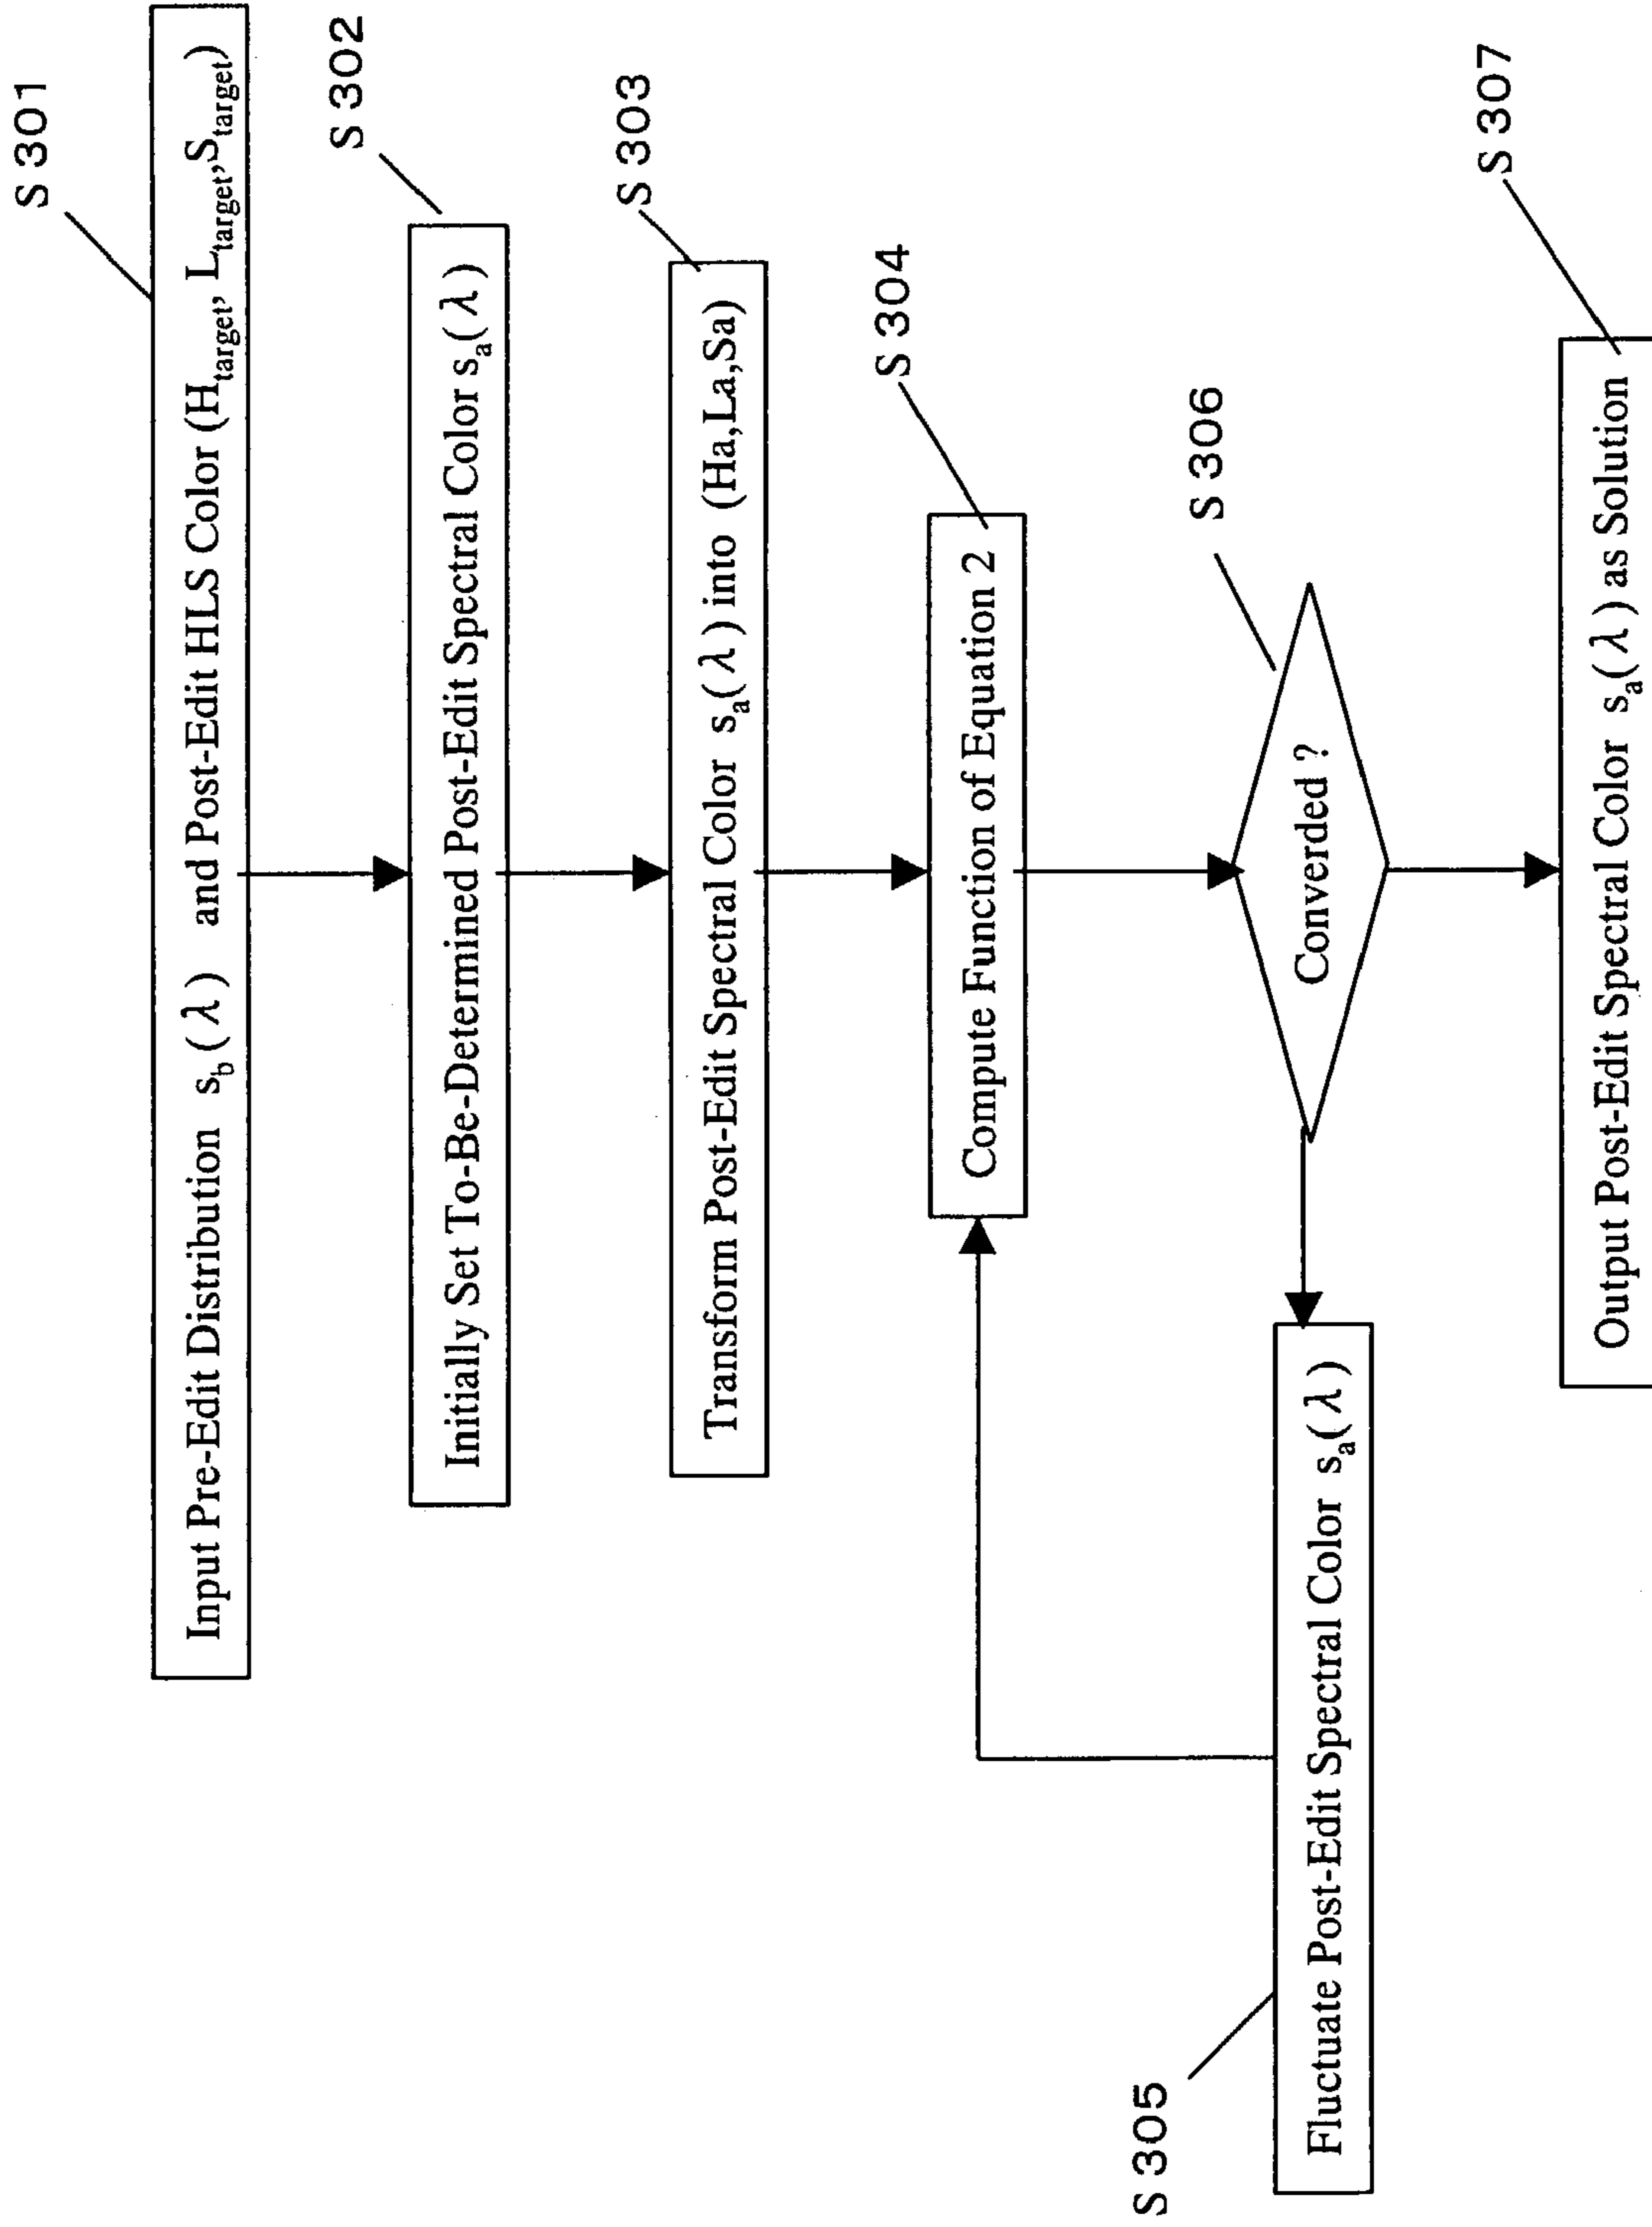 S 301
Input Pre-Edit Distribution s_b(λ) and Post-Edit HLS Color (H_target, L_target, S_target)
S 302
Initially Set To-Be-Determined Post-Edit Spectral Color s_a(λ)
S 303
Transform Post-Edit Spectral Color s_a(λ) into (Ha,La,Sa)
S 304
Compute Function of Equation 2
S 306
Converded ?
S 305
Fluctuate Post-Edit Spectral Color s_a(λ)
S 307
Output Post-Edit Spectral Color s_a(λ) as Solution